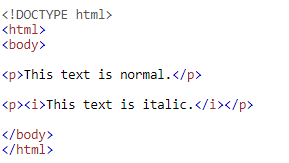 <!DOCTYPE html>
<html>
<body>
<p>This text is normal.</p>
<p><i>This text is italic.</i></p>
</body>
</html>